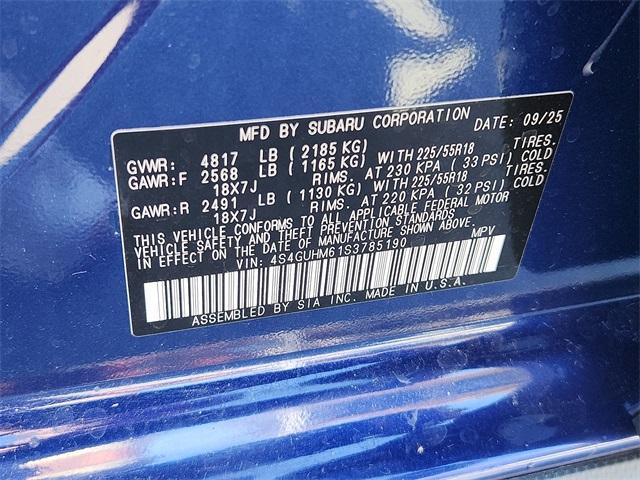 MFD BY SUBARU CORPORATION DATE: 09/25
GVWR: 4817 LB (2185 KG)
GAWR:F 2568 LB (1165 KG) WITH 225/55R18 TIRES.
18X7J RIMS. AT 230 KPA (33 PSI) COLD
GAWR:R 2491 LB (1130 KG) WITH 225/55R18 TIRES.
18X7J RIMS. AT 220 KPA (32 PSI) COLD
THIS VEHICLE CONFORMS TO ALL APPLICABLE FEDERAL MOTOR
VEHICLE SAFETY AND THEFT PREVENTION STANDARDS
IN EFFECT ON THE DATE OF MANUFACTURE SHOWN ABOVE.
VIN: 4S4GUHM61S3785190 MPV
ASSEMBLED BY SIA INC. MADE IN U.S.A.